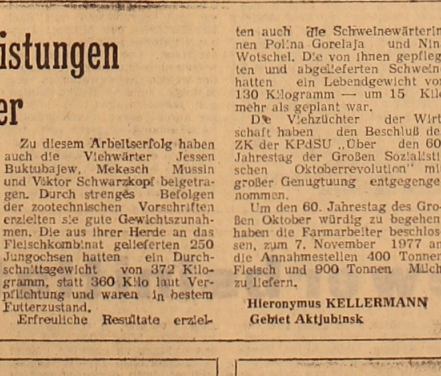 istungen
er
Zu diesem Arbeitserfolg haben
auch die Viehwärter Jessen
Buktubajew, Mekesch Mussin
und Viktor Schwarzkopf beigetra-
gen. Durch strenges Befolgen
der zootechnischen Vorschriften
erzielten sie gute Gewichtszunah-
men. Die aus ihrer Herde an das
Fleischkombinat gelieferten 250
Jungochsen hatten ein Durch-
schnittsgewicht von 372 Kilo-
gramm, statt 360 Kilo laut Ver-
pflichtung und waren in bestem
Futterzustand.
Erfreuliche Resultate erziel-
ten auch die Schweinewärterin
nen Polina Gorelaja und Nin
Wotschel. Die von ihnen gepfleg
ten und abgelieferten Schwein
hatten ein Lebendgewicht vo
130 Kilogramm — um 15 Kilo
mehr als geplant war.
Die Viehzüchter der Wirt
schaft haben den Beschluß de
ZK der KPdSU „Über den 60
Jahrestag der Großen Sozialisti
schen Oktoberrevolution" mi
großer Genugtuung entgegenge
nommen.
Um den 60. Jahrestag des Gro
ßen Oktober würdig zu begehen
haben die Farmarbeiter beschlos
sen, zum 7. November 1977 an
die Annahmestellen 400 Tonnen
Fleisch und 900 Tonnen Milch
zu liefern.
Hieronymus KELLERMANN
Gebiet Aktjubinsk